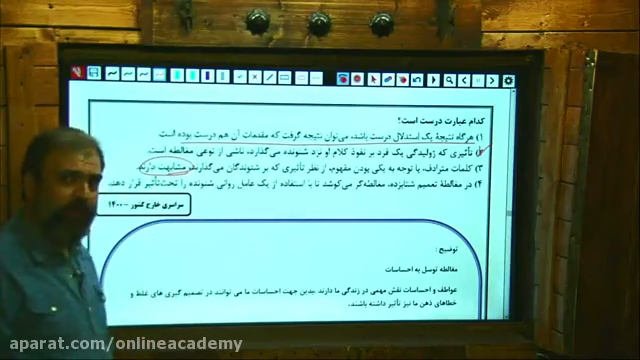 کدام عبارت درست است؟
۱) هرگاه نتیجهٔ یک استدلال درست باشد، می‌توان نتیجه گرفت که مقدمات آن هم درست بوده است.
تأثیری که ژولیدگی یک فرد بر نفوذ کلام او نزد شنونده می‌گذارد، ناشی از نوعی مغالطه است.
۳) کلمات مترادف، با توجه به یکی بودن مفهوم، از نظر تأثیری که بر شنوندگان می‌گذارند، مشابهت دارند.
۴) در مغالطهٔ تعمیم شتابزده، مغالطه‌گر می‌کوشد تا با استفاده از یک عامل روانی شنونده را تحت‌تأثیر قرار دهد.
سراسری خارج کشور - ۱۴۰۰
توضیح :
مغالطه توسل به احساسات
عواطف و احساسات نقش مهمی در زندگی ما دارند .بدین جهت احساسات ما می توانند در تصمیم گیری های غلط و
خطاهای ذهن ما نیز تأثیر داشته باشند.
aparat.com/onlineacademy